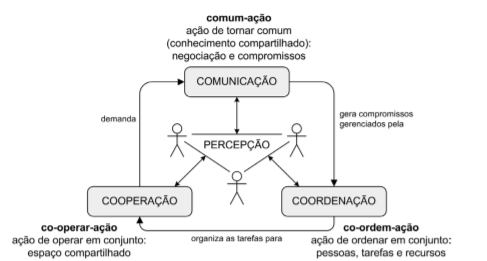 comum-ação
ação de tornar comum
(conhecimento compartilhado):
negociação e compromissos
COMUNICAÇÃO
demanda
gera compromissos
gerenciados pela
PERCEPÇÃO
COOPERAÇÃO
COORDENAÇÃO
co-operar-ação
ação de operar em conjunto:
espaço compartilhado
organiza as tarefas para
co-ordem-ação
ação de ordenar em conjunto:
pessoas, tarefas e recursos